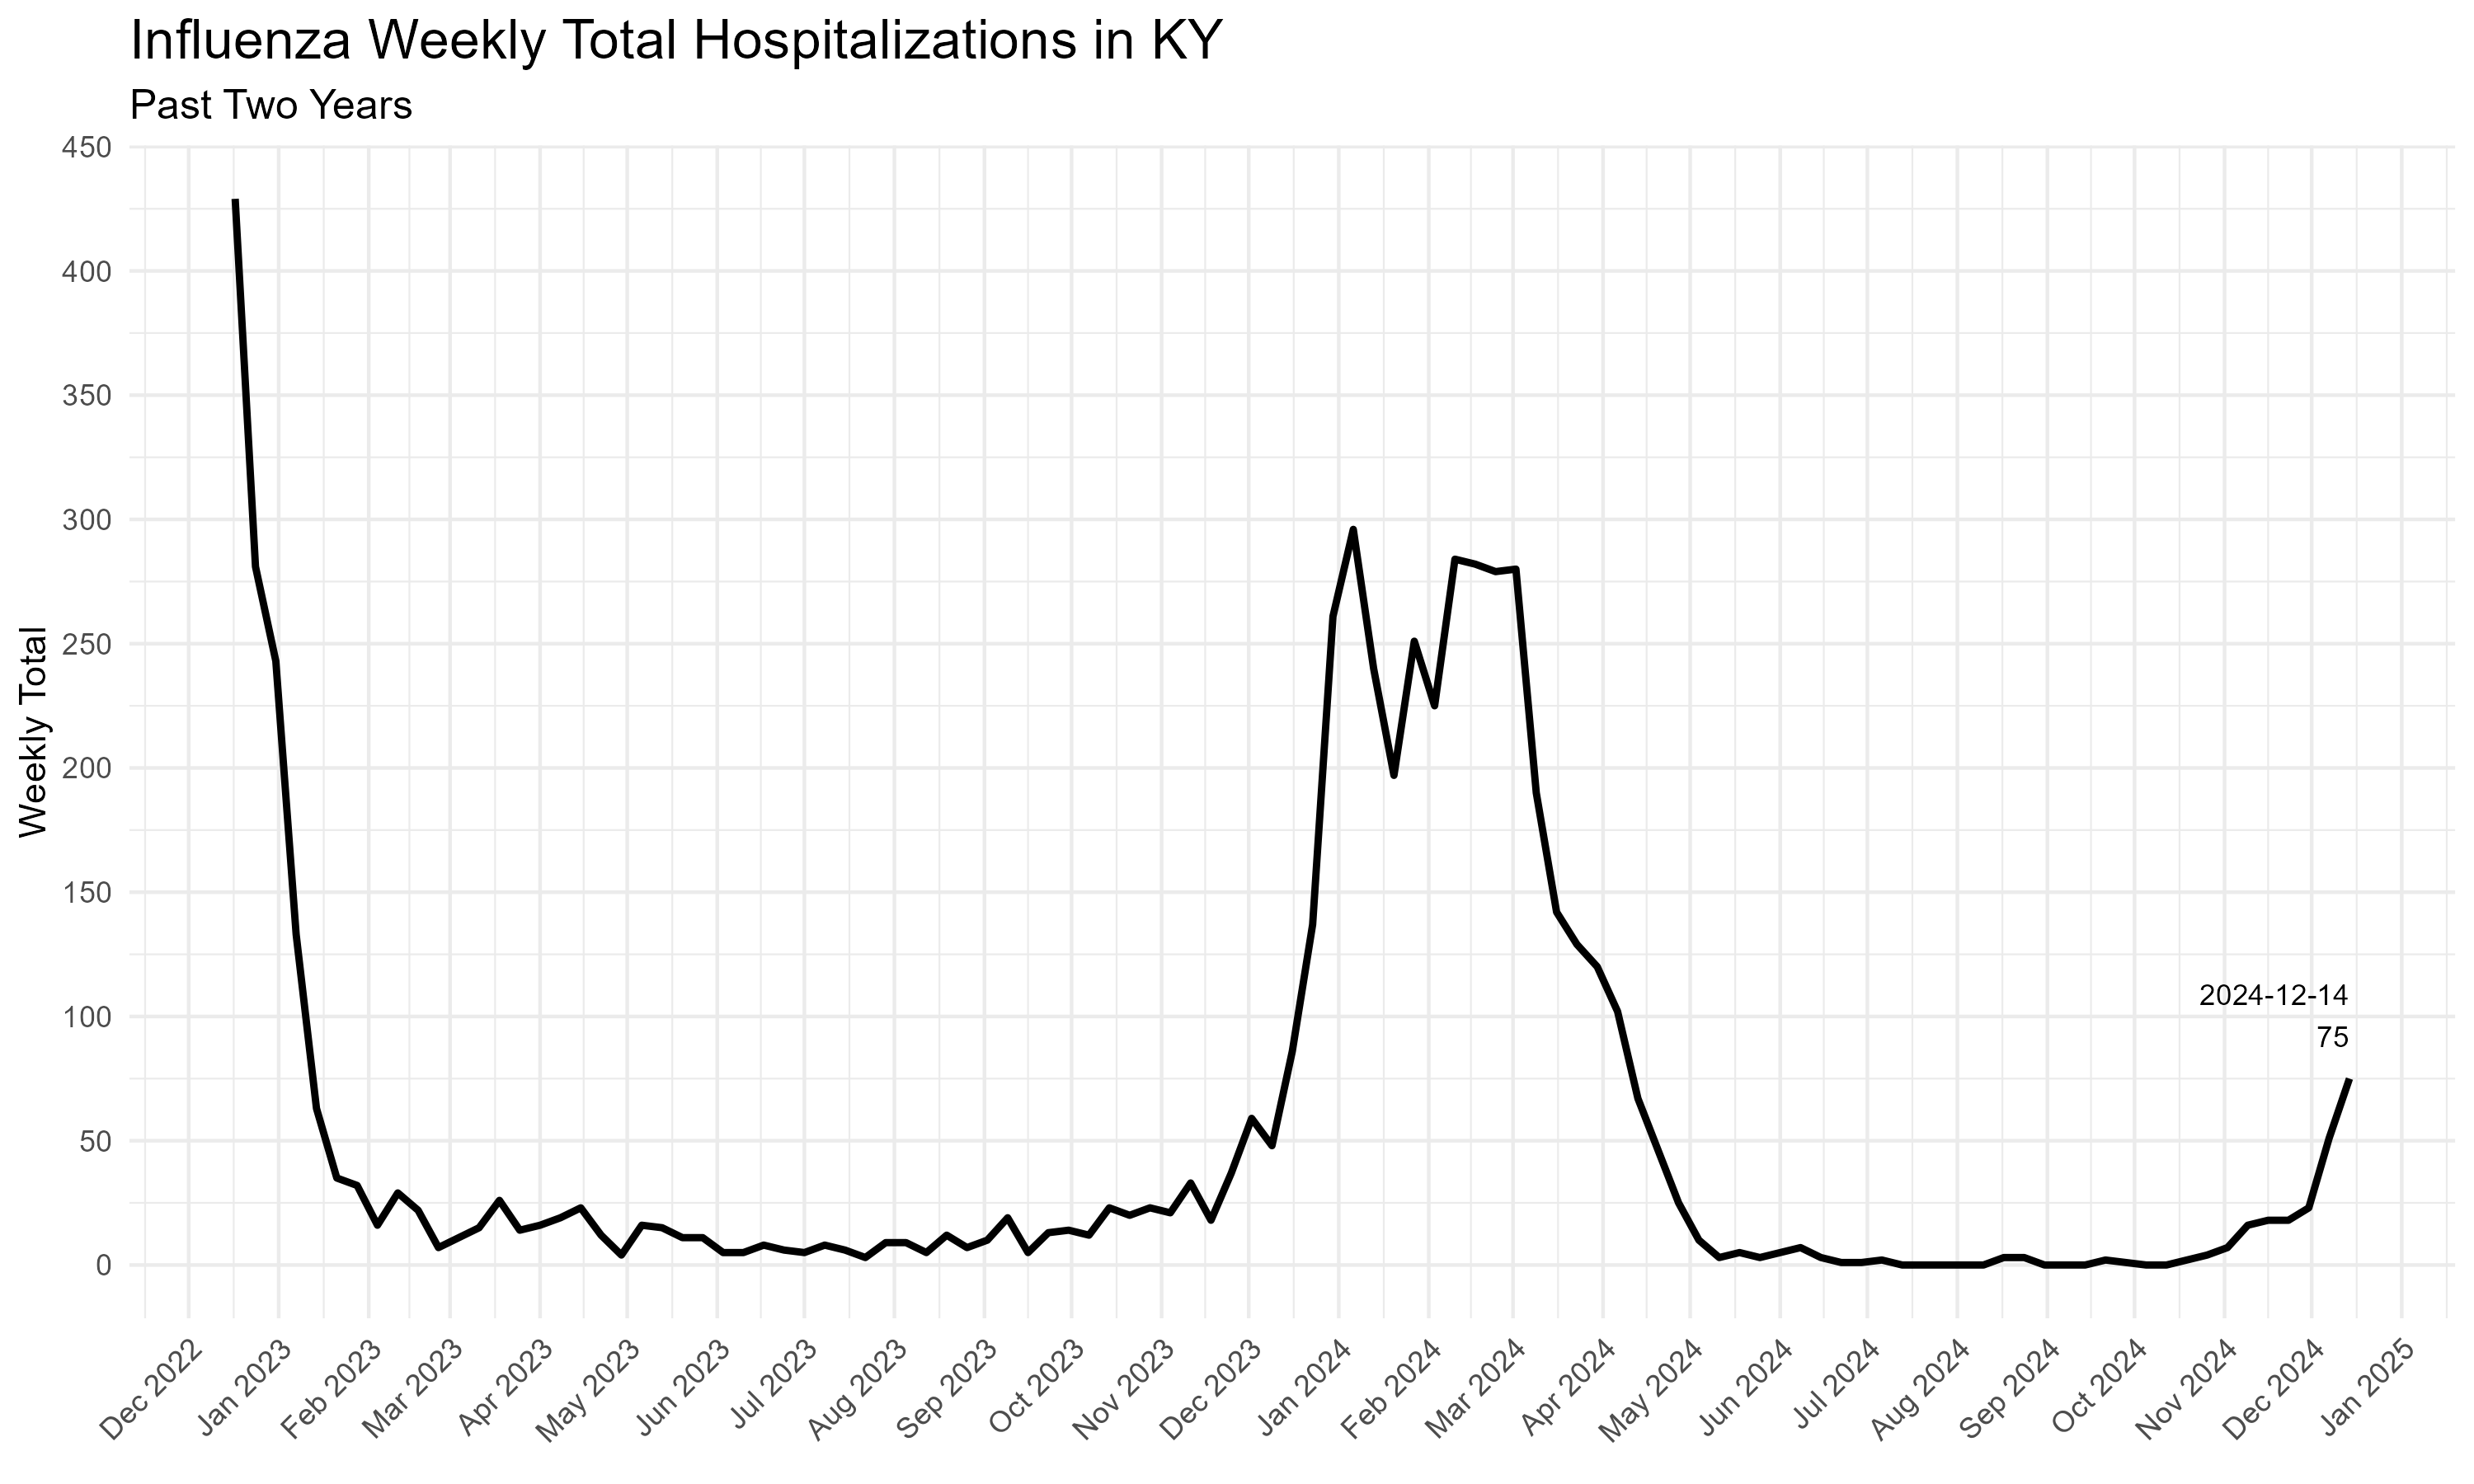 Influenza Weekly Total Hospitalizations in KY
Past Two Years
Weekly Total
450
400
350
300
250
200
150
100
50
0
2024-12-14
75
Dec 2022
Jan 2023
Feb 2023
Mar 2023
Apr 2023
May 2023
Jun 2023
Jul 2023
Aug 2023
Sep 2023
Oct 2023
Nov 2023
Dec 2023
Jan 2024
Feb 2024
Mar 2024
Apr 2024
May 2024
Jun 2024
Jul 2024
Aug 2024
Sep 2024
Oct 2024
Nov 2024
Dec 2024
Jan 2025